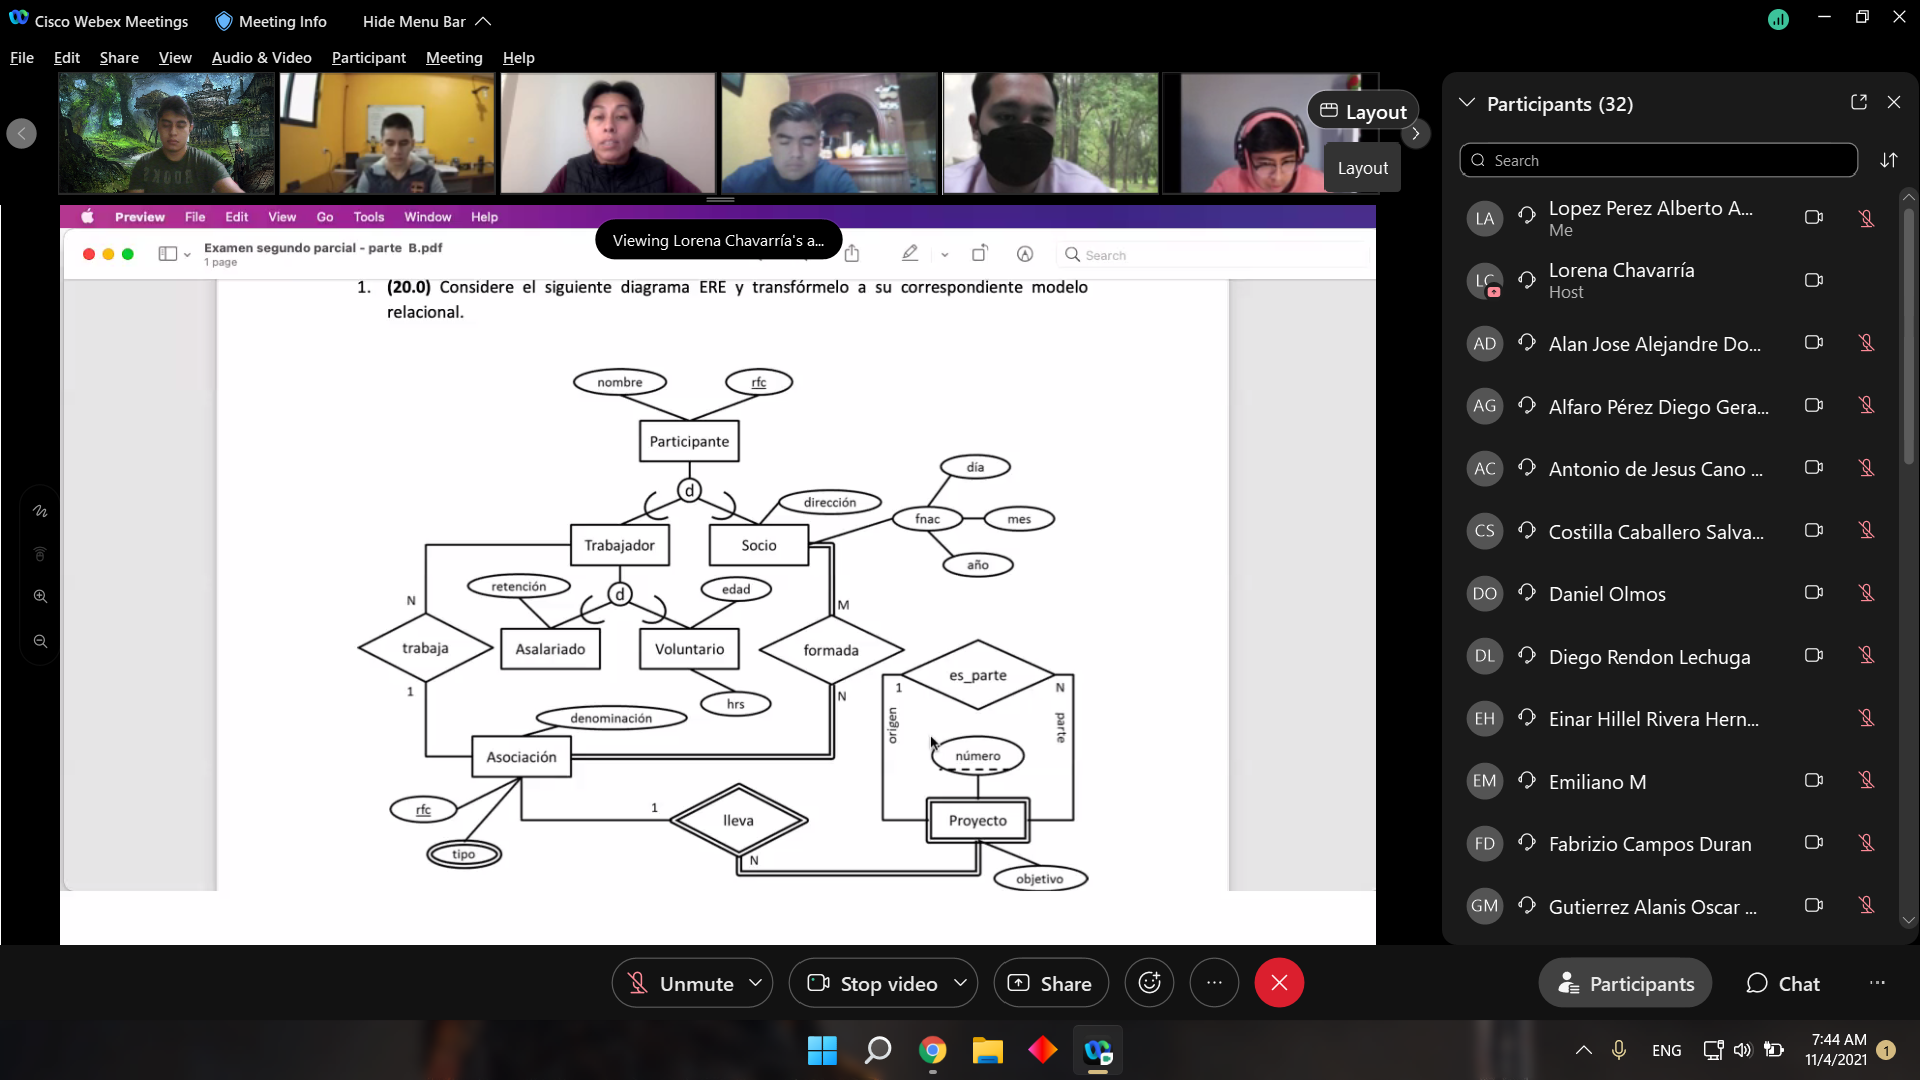 Cisco Webex Meetings
Meeting Info
Hide Menu Bar
File Edit Share View Audio & Video Participant Meeting Help
Layout
Layout
Preview File Edit View Go Tools Window Help
Examen segundo parcial - parte B.pdf
1 page
Viewing Lorena Chavarría's a...
Search
1. (20.0) Considere el siguiente diagrama ERE y transfórmelo a su correspondiente modelo
relacional.
nombre
rfc
Participante
d
día
dirección
fnac
mes
año
Trabajador
Socio
retención
d
edad
N
M
trabaja
Asalariado
Voluntario
formada
es_parte
1
N
1
N
hrs
origen
parte
denominación
Asociación
número
rfc
1
lleva
Proyecto
tipo
N
objetivo
Participants (32)
Search
LA Lopez Perez Alberto A...
Me
LC Lorena Chavarría
Host
AD Alan Jose Alejandre Do...
AG Alfaro Pérez Diego Gera...
AC Antonio de Jesus Cano ...
CS Costilla Caballero Salva...
DO Daniel Olmos
DL Diego Rendon Lechuga
EH Einar Hillel Rivera Hern...
EM Emiliano M
FD Fabrizio Campos Duran
GM Gutierrez Alanis Oscar ...
Unmute
Stop video
Share
Participants
Chat
ENG
7:44 AM
11/4/2021
1